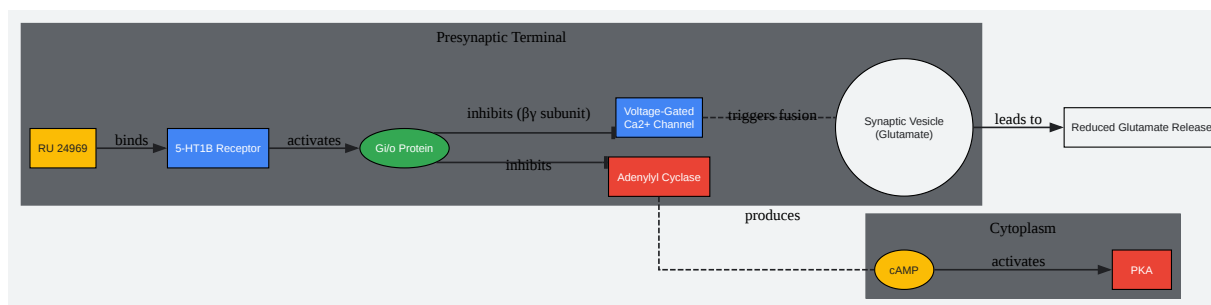 Presynaptic Terminal
RU 24969
binds
5-HT1B Receptor
activates
Gi/o Protein
inhibits (βγ subunit)
inhibits
Voltage-Gated
Ca2+ Channel
Adenylyl Cyclase
triggers fusion
Synaptic Vesicle
(Glutamate)
leads to
Reduced Glutamate Release
produces
Cytoplasm
cAMP
activates
PKA